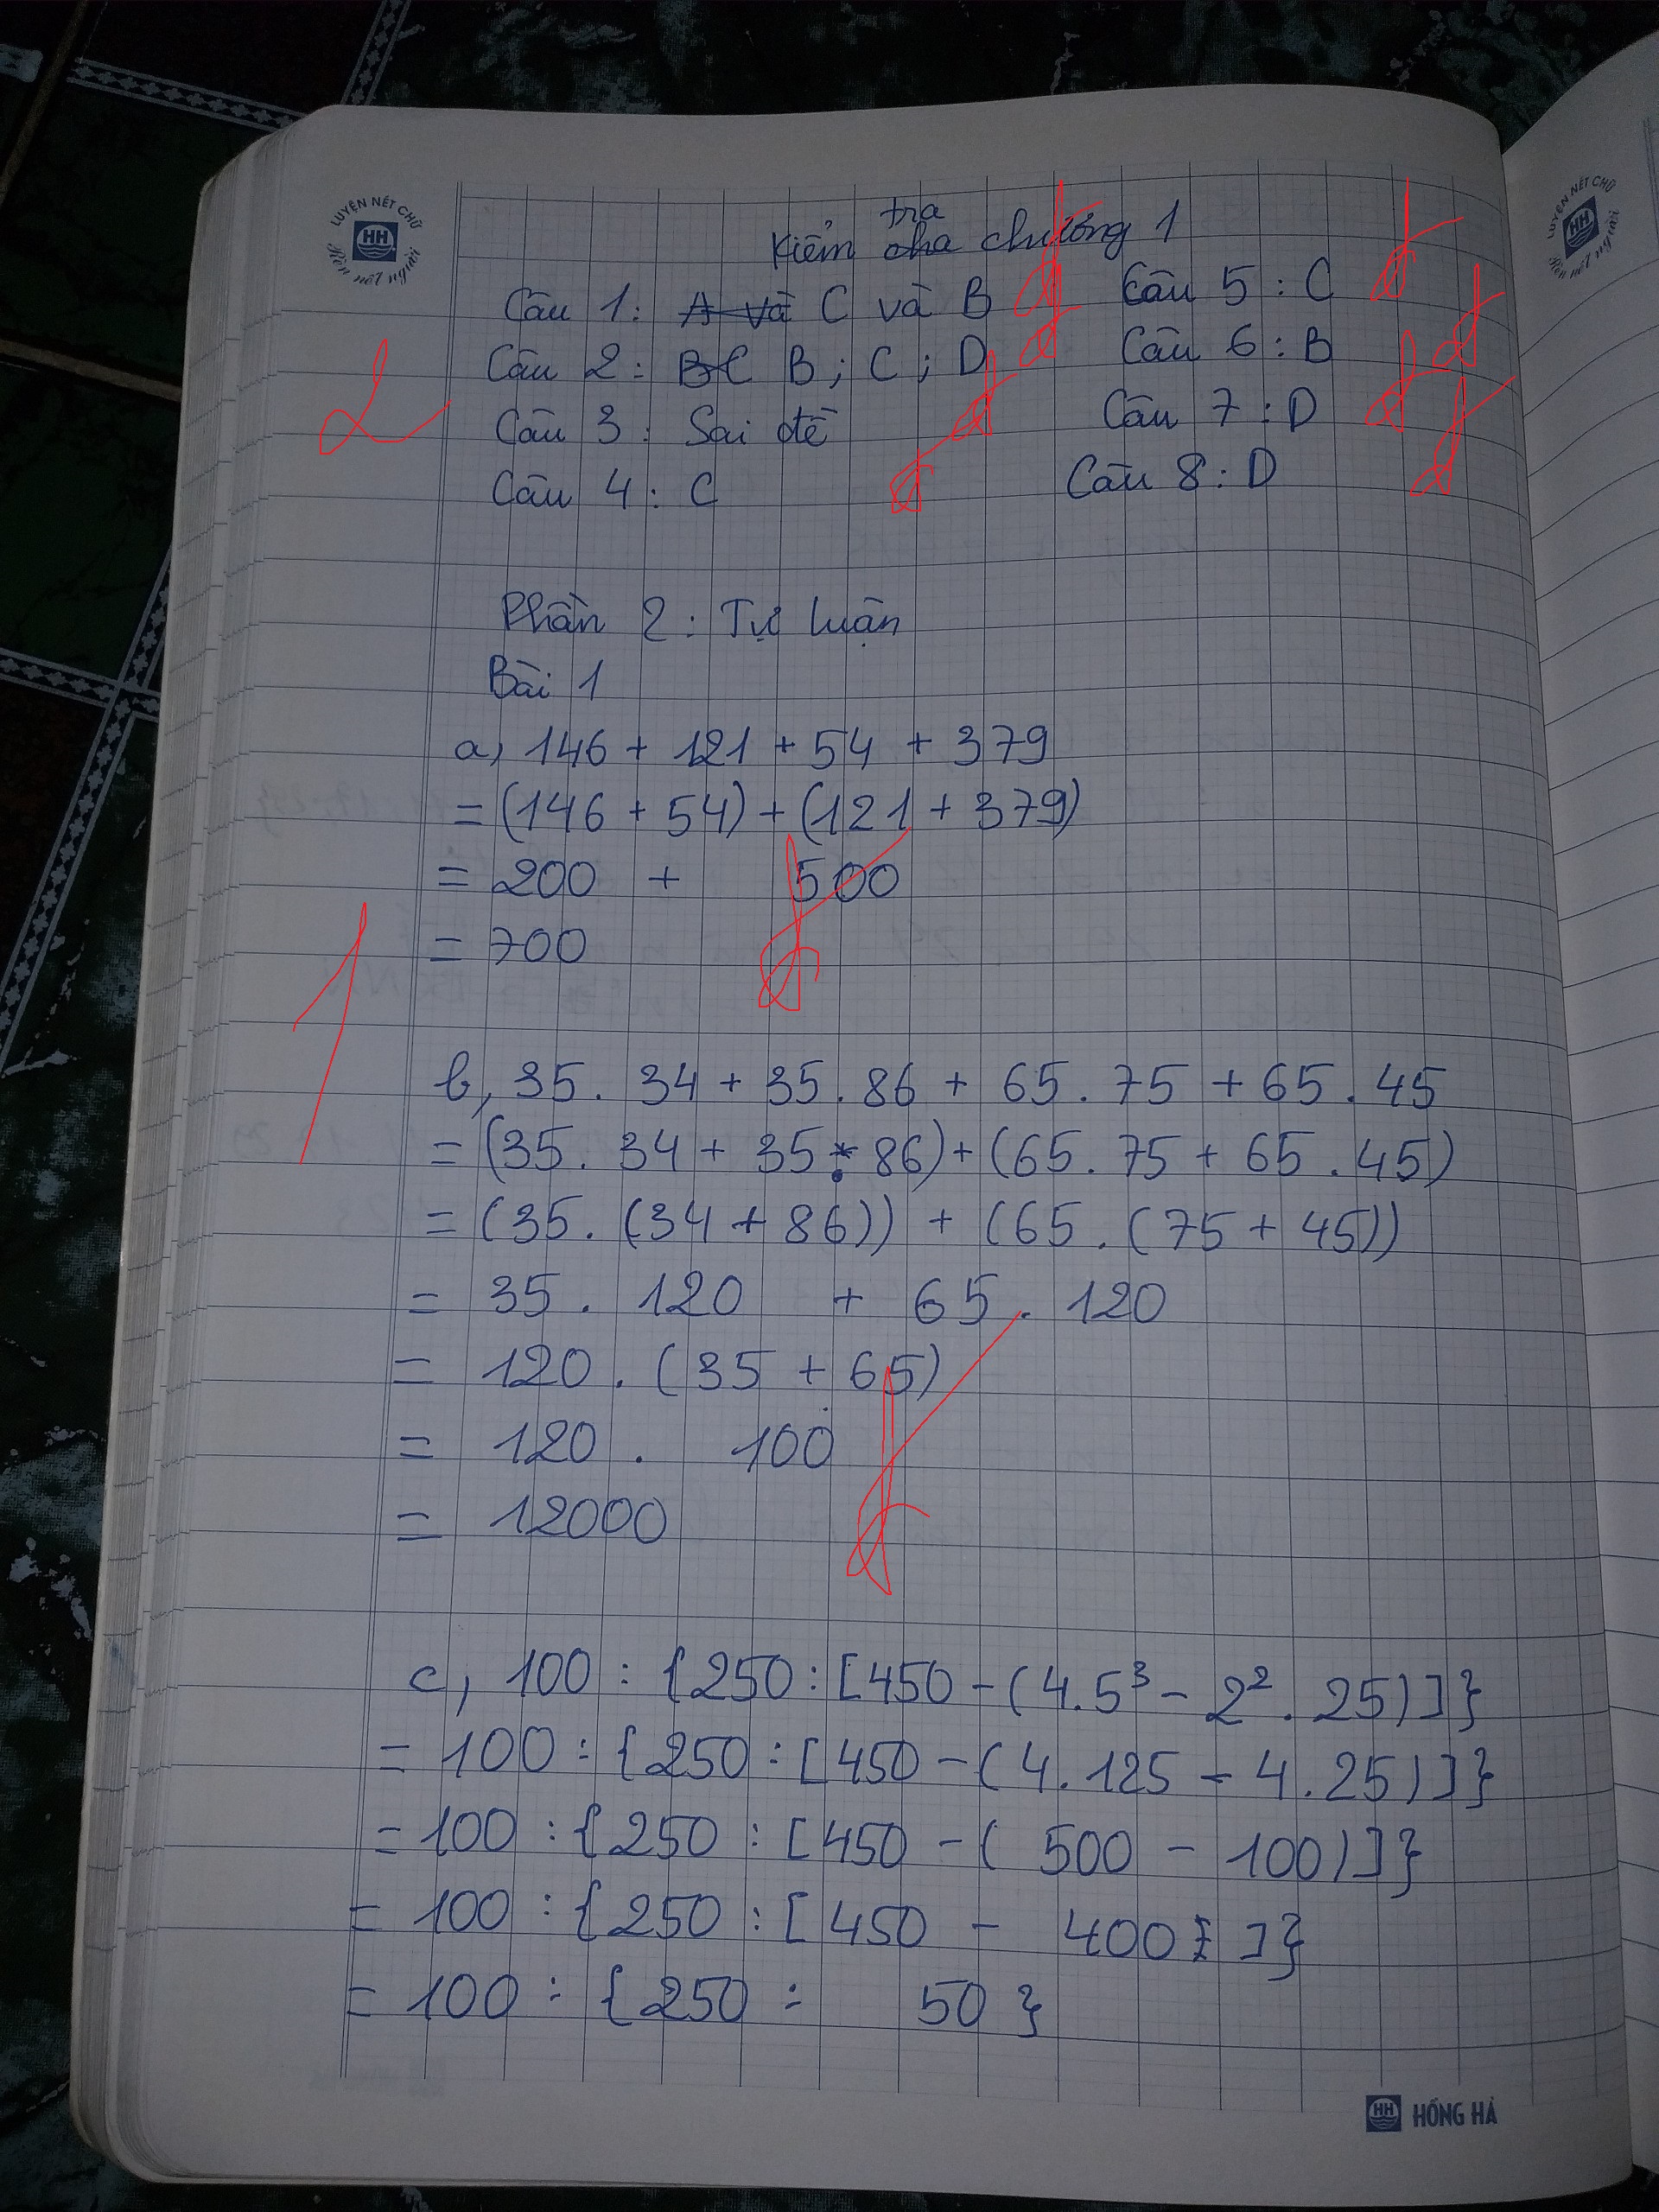 LUYỆN NÉT CHỮ
HH
Rèn nết người
LUYỆN NÉT CHỮ
HH
Rèn nết người
tra
Kiểm cha chương 1
Câu 1: A và C và B
Câu 5: C
Câu 2: BC B; C; D
Câu 6: B
Câu 3: Sai đề
Câu 7: D
Câu 4: C
Câu 8: D
2
Phần 2: Tự luận
Bài 1
a, 146 + 121 + 54 + 379
= (146 + 54) + (121 + 379)
= 200 + 500
= 700
1
b, 35. 34 + 35. 86 + 65. 75 + 65. 45
= (35. 34 + 35. 86) + (65. 75 + 65. 45)
= (35. (34 + 86)) + (65. (75 + 45))
= 35. 120 + 65. 120
= 120. (35 + 65)
= 120. 100
= 12000
c, 100 : {250 : [450 - (4.5³ - 2². 25)]}
= 100 : {250 : [450 - (4.125 - 4.25)]}
= 100 : {250 : [450 - (500 - 100)]}
= 100 : {250 : [450 - 400]}
= 100 : {250 : 50}
HH HỒNG HÀ